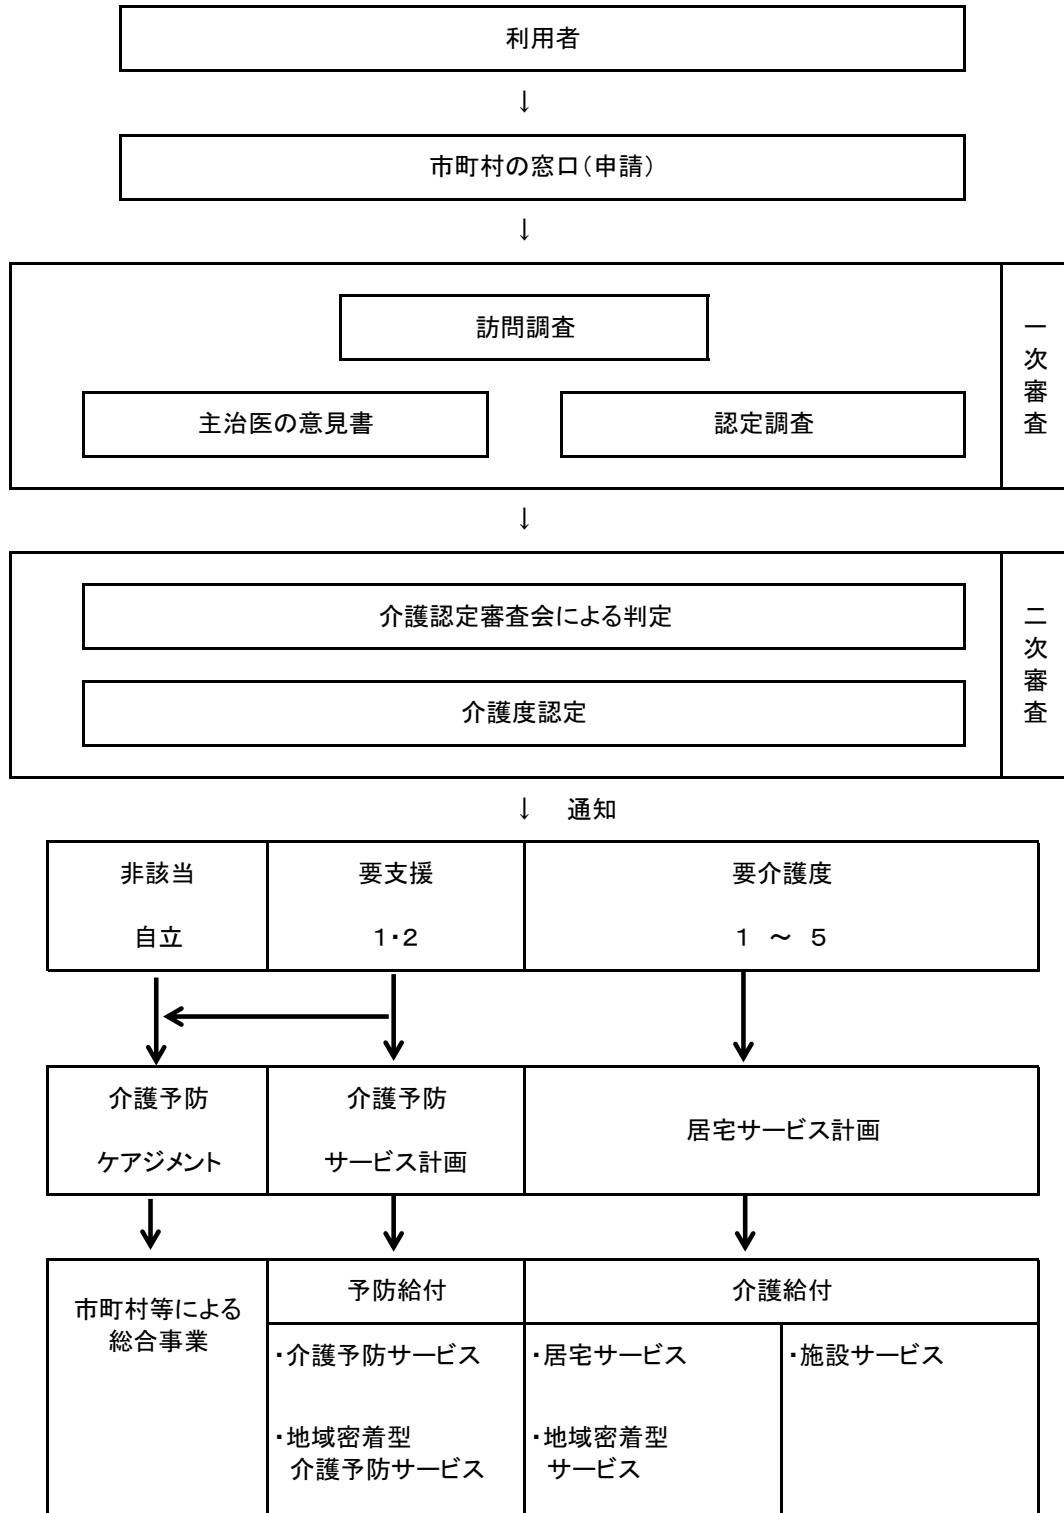 利用者
↓
市町村の窓口（申請）
↓
訪問調査
主治医の意見書
認定調査
一次審査
↓
介護認定審査会による判定
介護度認定
二次審査
↓ 通知
非該当
自立
要支援
１・２
要介護度
１ ～ ５
介護予防
ケアジメント
介護予防
サービス計画
居宅サービス計画
市町村等による
総合事業
予防給付
・介護予防サービス
・地域密着型
介護予防サービス
介護給付
・居宅サービス
・地域密着型
サービス
・施設サービス